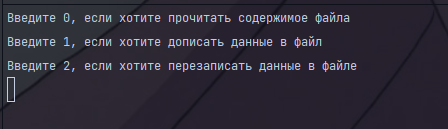 Введите 0, если хотите прочитать содержимое файла
Введите 1, если хотите дописать данные в файл
Введите 2, если хотите перезаписать данные в файле